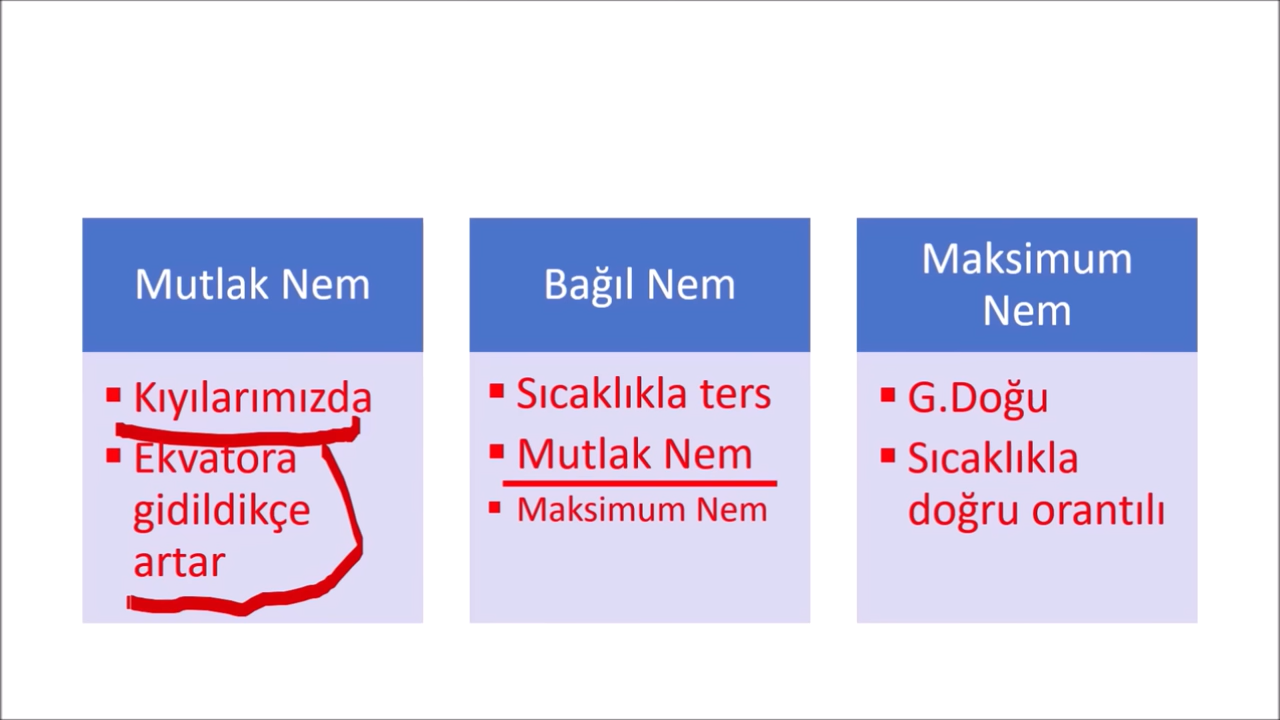 Mutlak Nem
Kıyılarımızda
Ekvatora
gidildikçe
artar
Bağıl Nem
Sıcaklıkla ters
Mutlak Nem
Maksimum Nem
Maksimum
Nem
G.Doğu
Sıcaklıkla
doğru orantılı